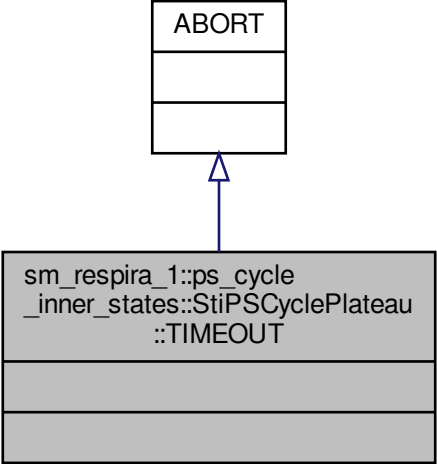 ABORT
sm_respira_1::ps_cycle
_inner_states::StiPSCyclePlateau
::TIMEOUT